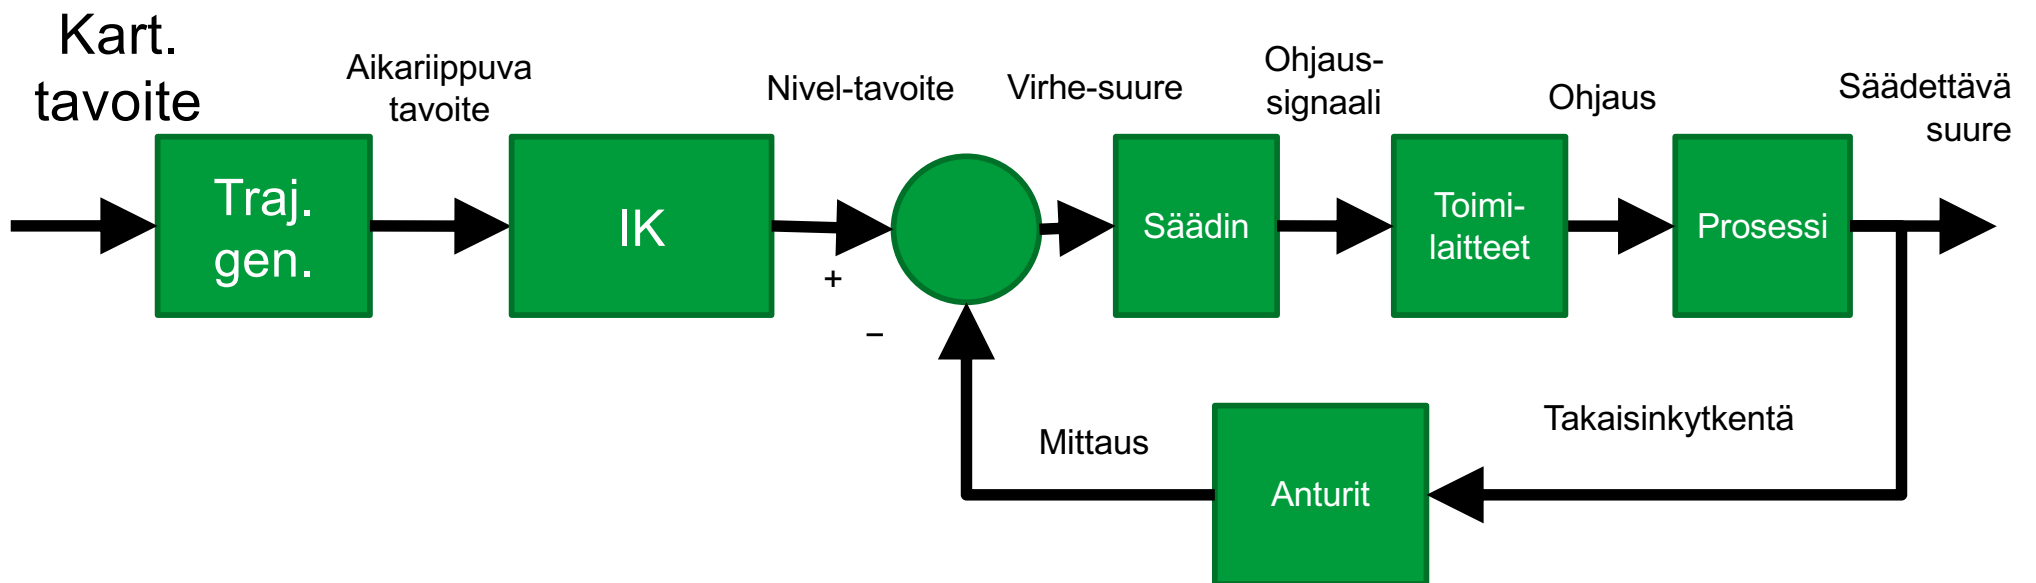 Kart.
tavoite
Aikariippuva
tavoite
Nivel-tavoite
Virhe-suure
Ohjaus-
signaali
Ohjaus
Säädettävä
suure
Traj.
gen.
IK
+
−
Säädin
Toimi-
laitteet
Prosessi
Mittaus
Anturit
Takaisinkytkentä